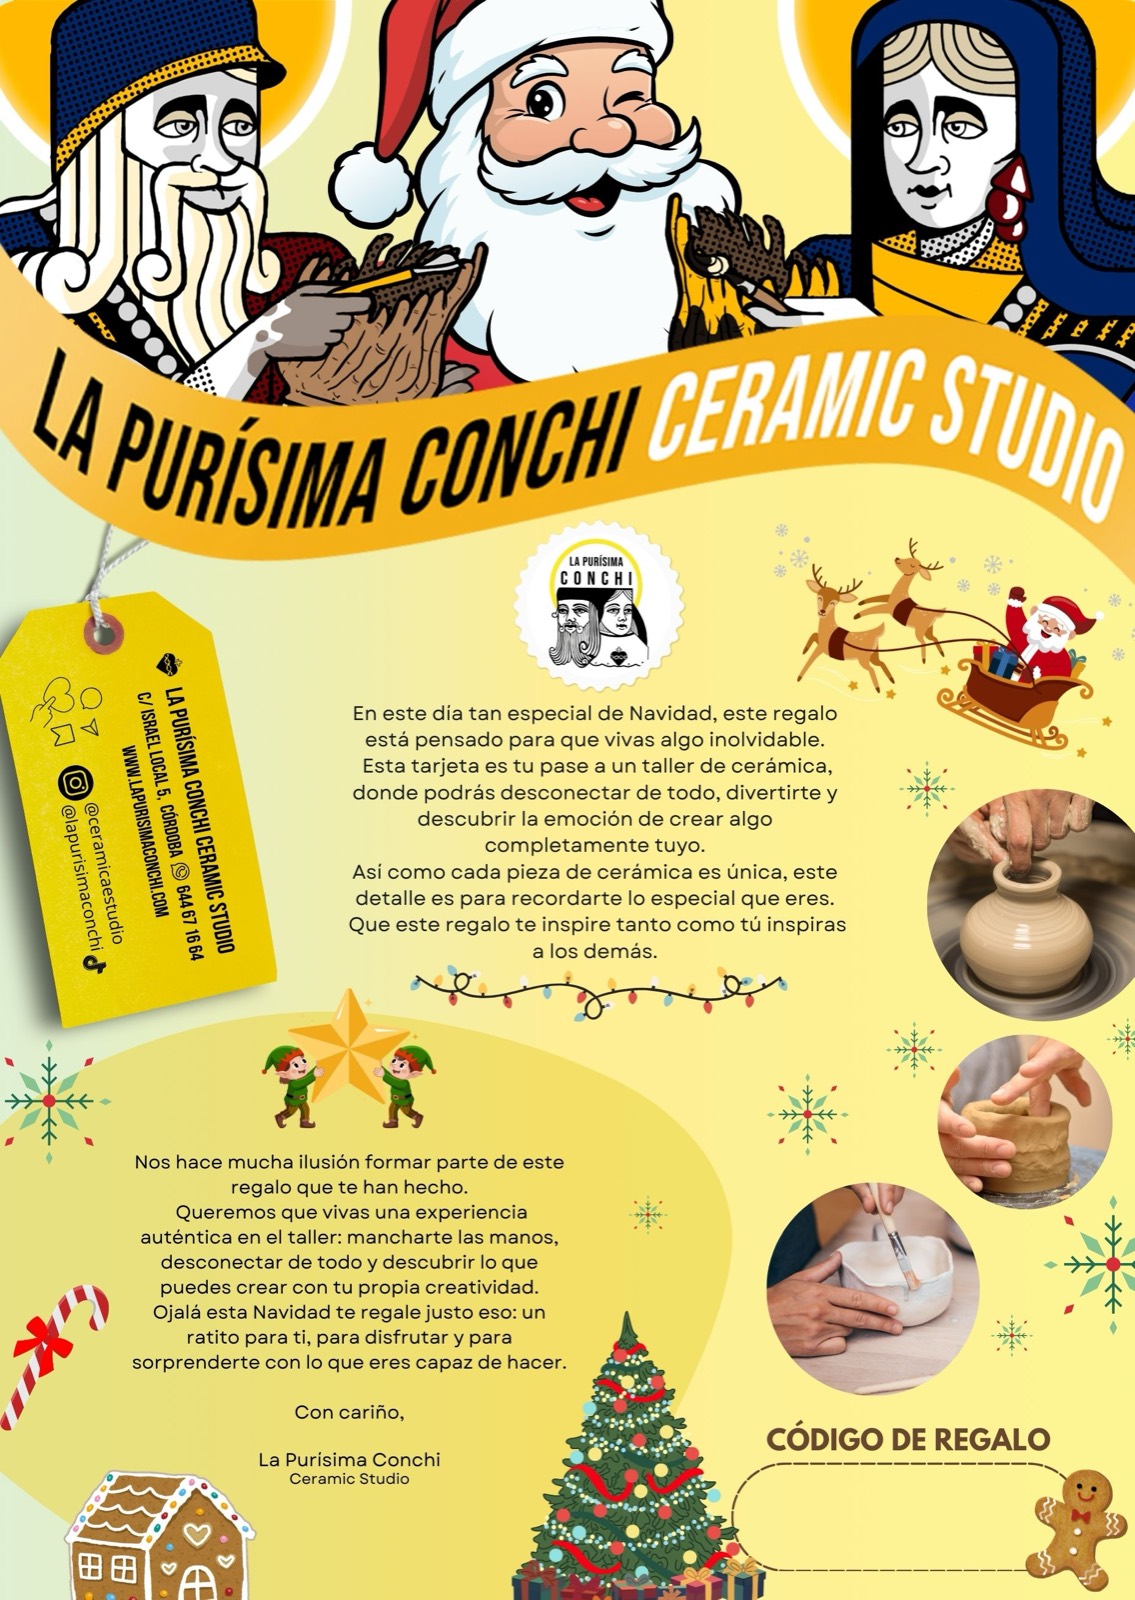 LA PURÍSIMA CONCHI CERAMIC STUDIO
LA PURÍSIMA
CONCHI
LA PURÍSIMA CONCHI CERAMIC STUDIO
C/ ISRAEL LOCAL 5, CÓRDOBA 644 67 16 64
WWW.LAPURISIMACONCHI.COM
@ceramicaestudio
@lapurisimaconchi
En este día tan especial de Navidad, este regalo
está pensado para que vivas algo inolvidable.
Esta tarjeta es tu pase a un taller de cerámica,
donde podrás desconectar de todo, divertirte y
descubrir la emoción de crear algo
completamente tuyo.
Así como cada pieza de cerámica es única, este
detalle es para recordarte lo especial que eres.
Que este regalo te inspire tanto como tú inspiras
a los demás.
Nos hace mucha ilusión formar parte de este
regalo que te han hecho.
Queremos que vivas una experiencia
auténtica en el taller: mancharte las manos,
desconectar de todo y descubrir lo que
puedes crear con tu propia creatividad.
Ojalá esta Navidad te regale justo eso: un
ratito para ti, para disfrutar y para
sorprenderte con lo que eres capaz de hacer.
Con cariño,
La Purísima Conchi
Ceramic Studio
CÓDIGO DE REGALO